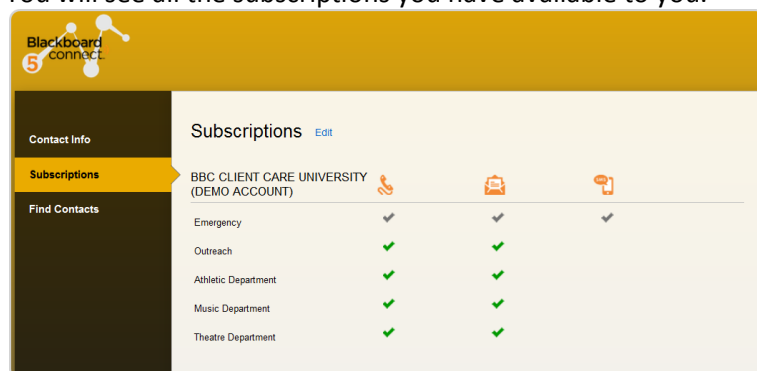 You will see all the subscriptions you have available to you.
Blackboard
5 connect.
Contact Info
Subscriptions
Find Contacts
Subscriptions Edit
BBC CLIENT CARE UNIVERSITY
(DEMO ACCOUNT)
Emergency
Outreach
Athletic Department
Music Department
Theatre Department